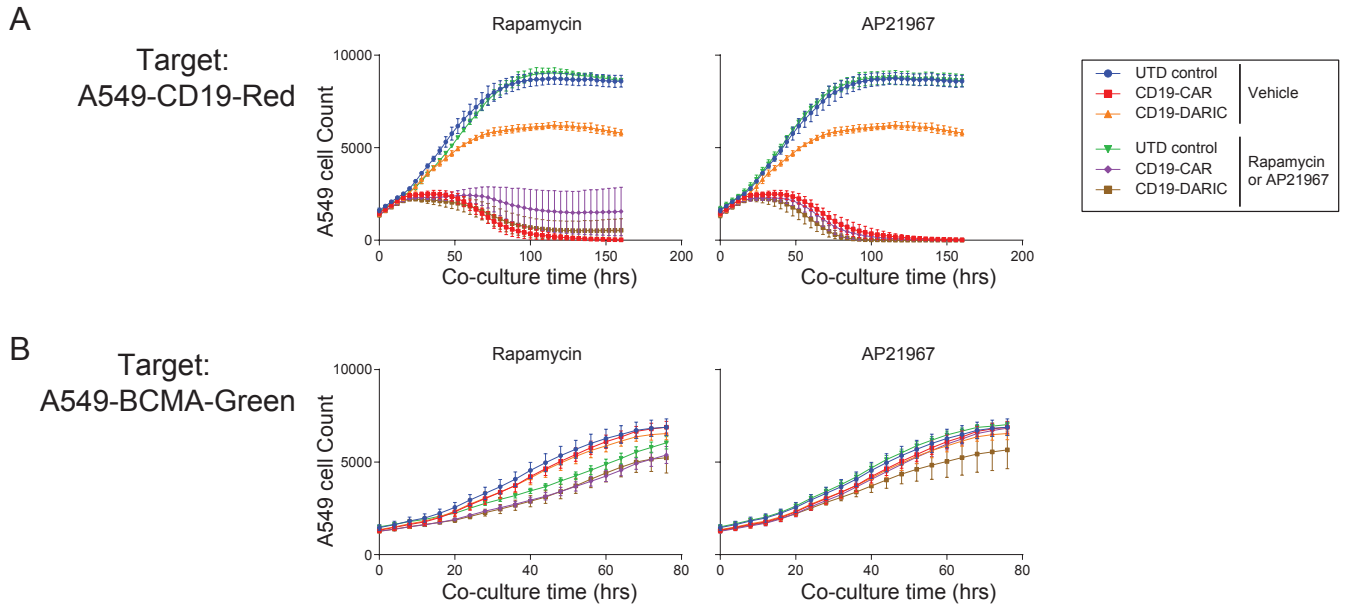 A
Target:
A549-CD19-Red
Rapamycin
AP21967
A549 cell Count
10000
5000
0
0
50
100
150
200
0
50
100
150
200
Co-culture time (hrs)
Co-culture time (hrs)
UTD control
CD19-CAR
CD19-DARIC
Vehicle
UTD control
CD19-CAR
CD19-DARIC
Rapamycin
or AP21967
B
Target:
A549-BCMA-Green
Rapamycin
AP21967
A549 cell Count
10000
5000
0
0
20
40
60
80
0
20
40
60
80
Co-culture time (hrs)
Co-culture time (hrs)